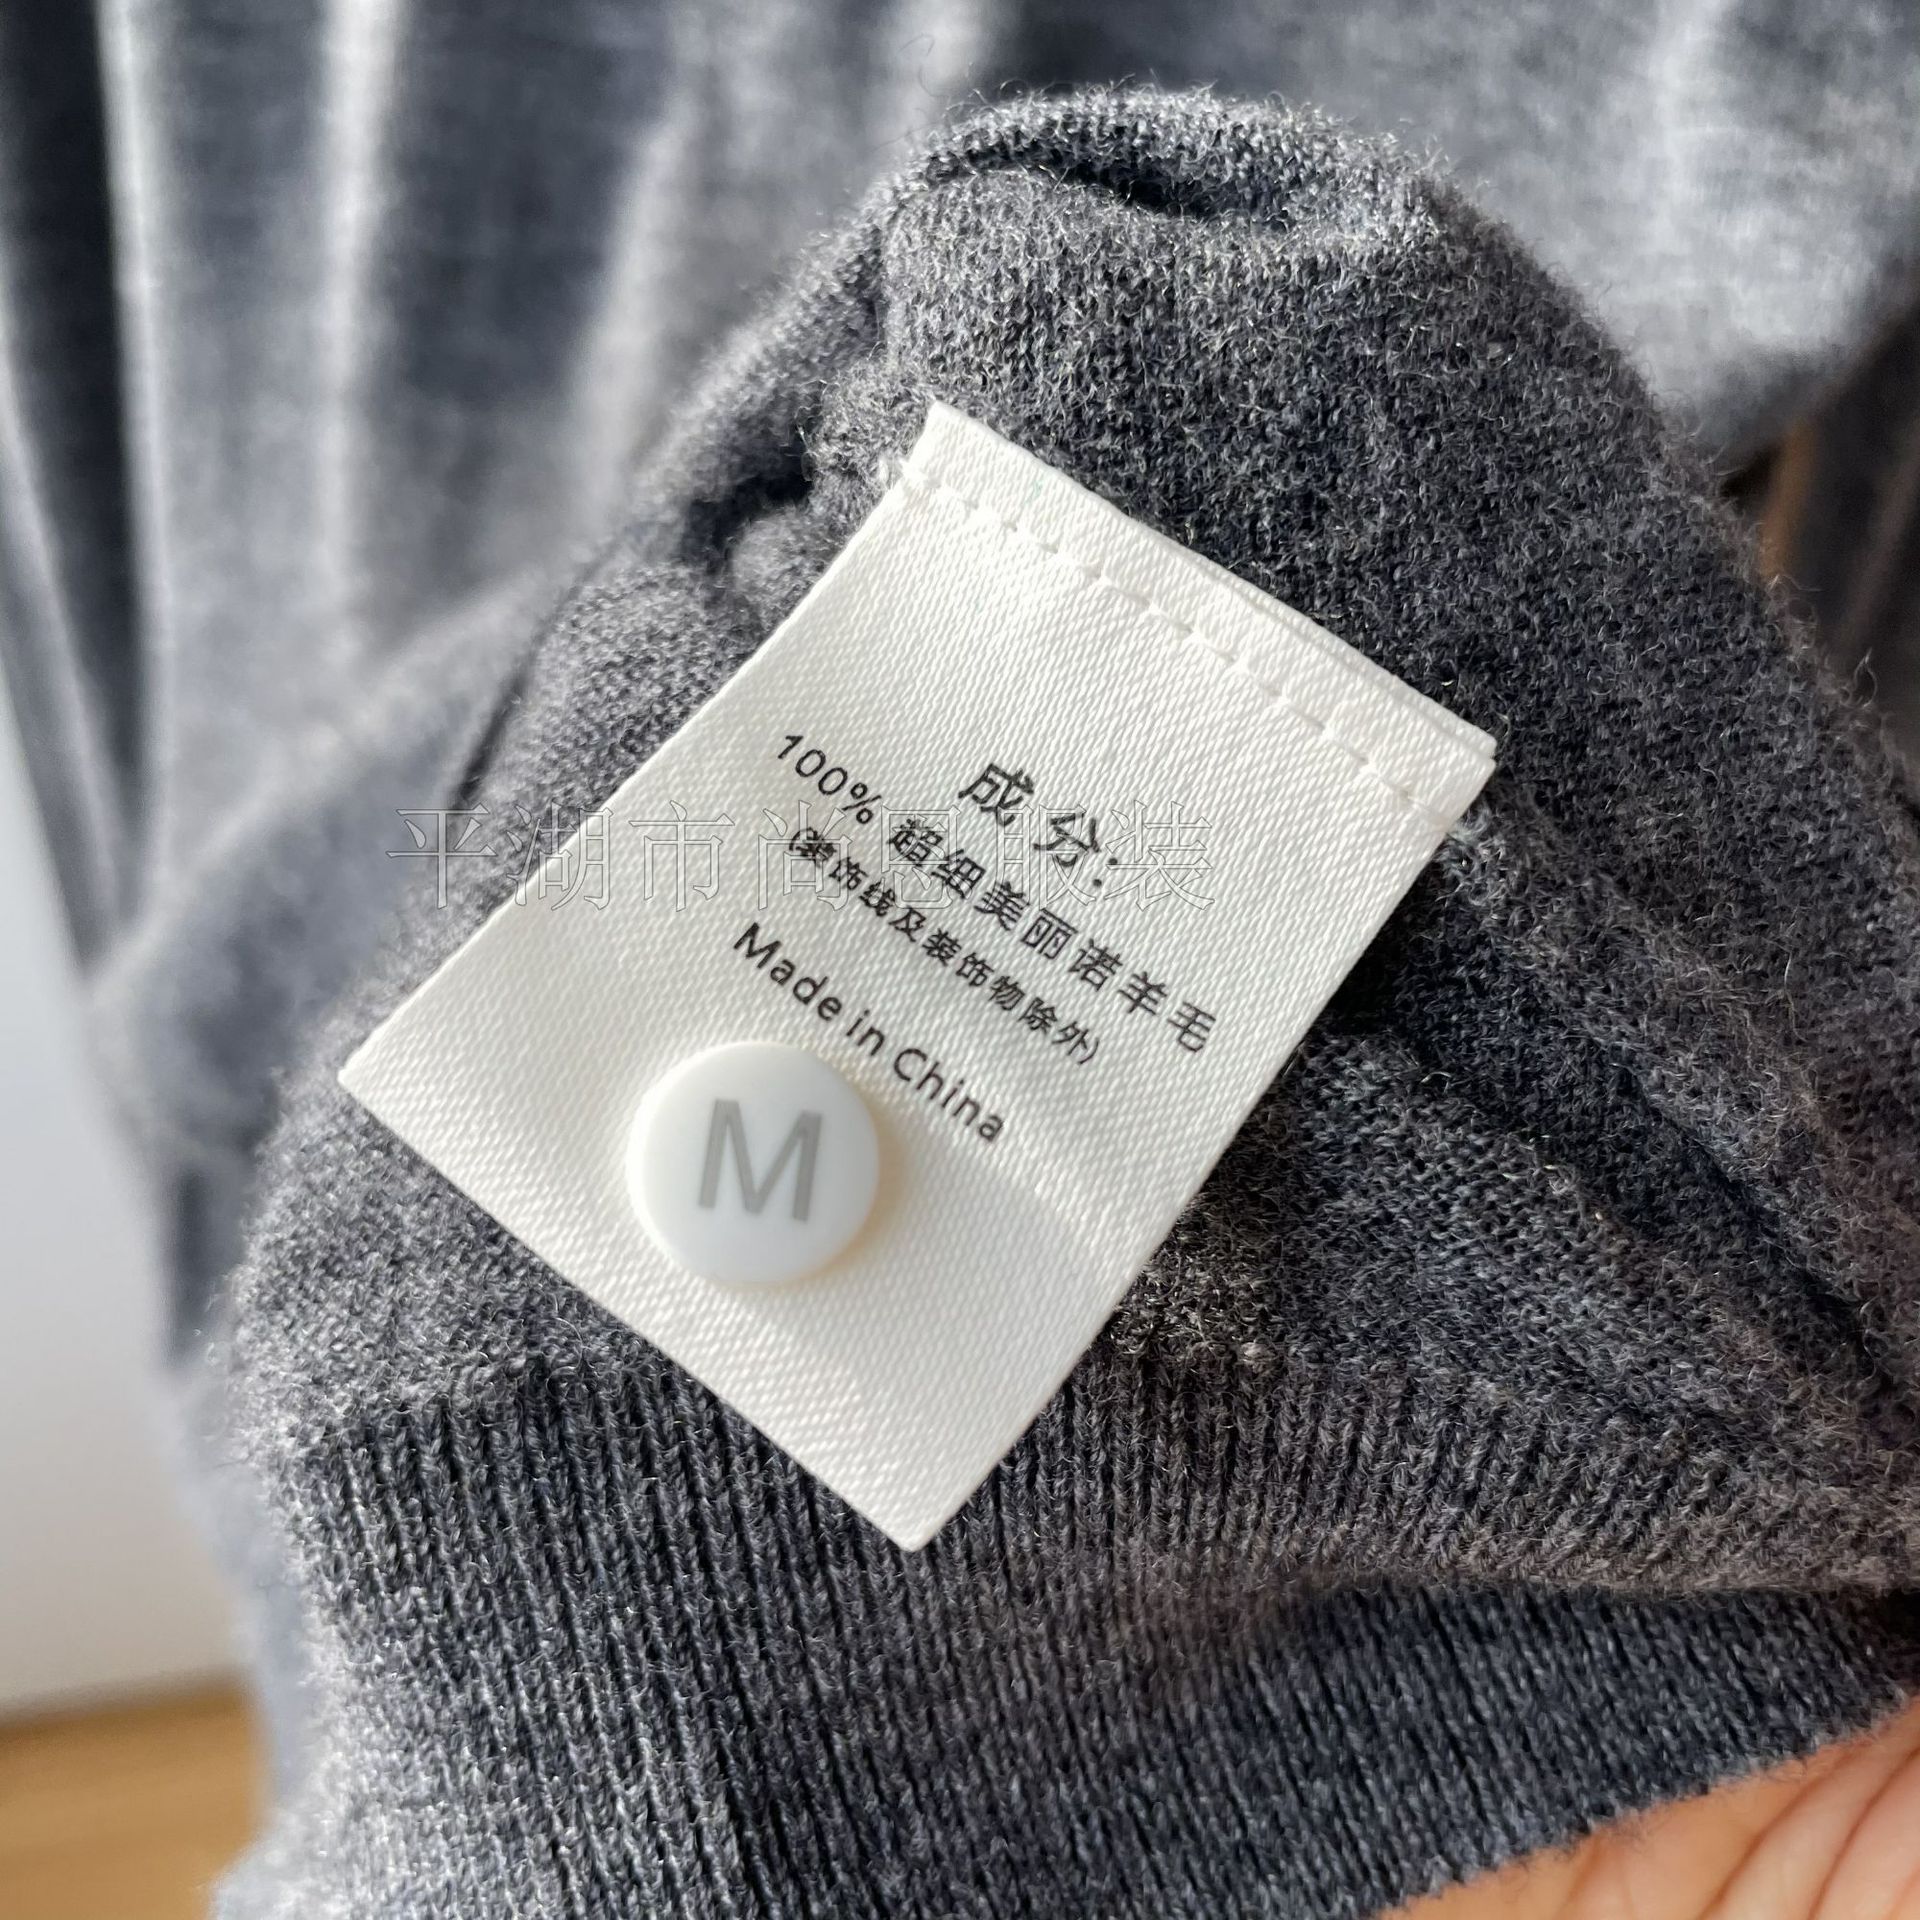 成分:
100% 超细美丽诺羊毛
(装饰线及装饰物除外)
Made in China
M
平湖市尚恩服装